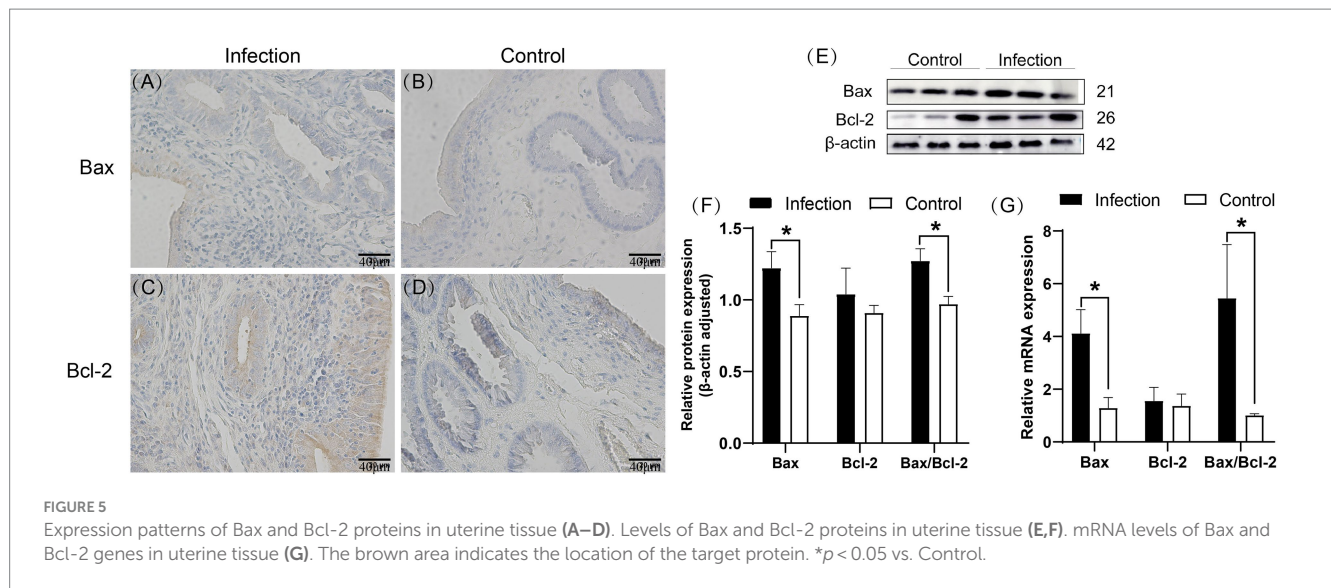 Infection
Control
Bax
(A)
40μm
(B)
40μm
Bcl-2
(C)
40μm
(D)
40μm
(E)
Control Infection
Bax 21
Bcl-2 26
β-actin 42
(F)
Infection Control
Relative protein expression
(β-actin adjusted)
1.5
1.0
0.5
0.0
*
*
Bax Bcl-2 Bax/Bcl-2
(G)
Infection Control
Relative mRNA expression
8
6
4
2
0
*
*
Bax Bcl-2 Bax/Bcl-2
FIGURE 5
Expression patterns of Bax and Bcl-2 proteins in uterine tissue (A–D). Levels of Bax and Bcl-2 proteins in uterine tissue (E,F). mRNA levels of Bax and
Bcl-2 genes in uterine tissue (G). The brown area indicates the location of the target protein. *p < 0.05 vs. Control.